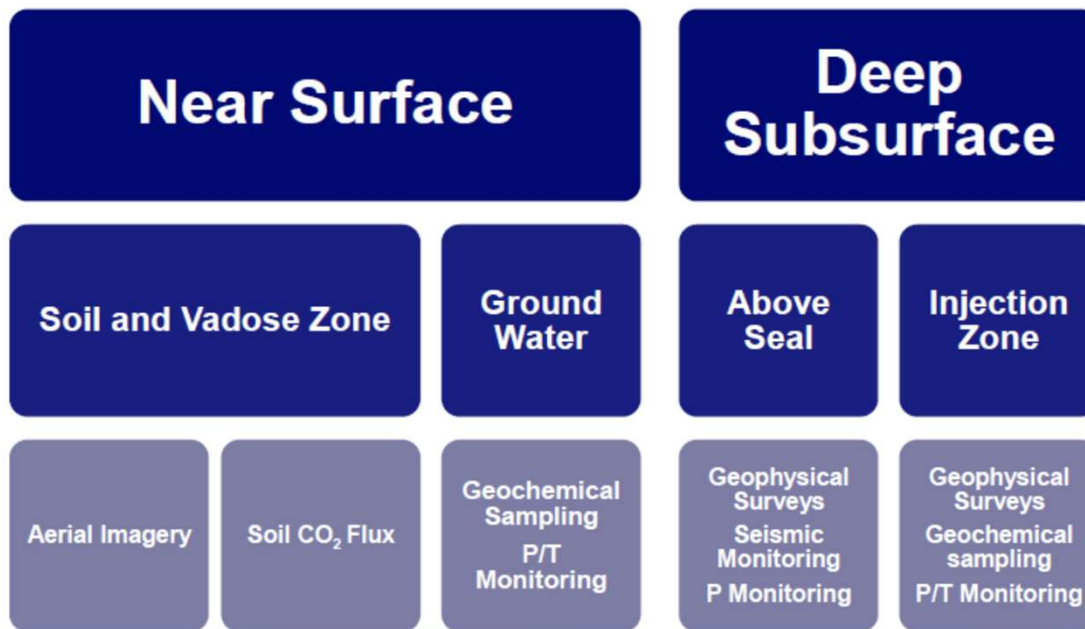 Near Surface
Deep
Subsurface
Soil and Vadose Zone
Ground
Water
Above
Seal
Injection
Zone
Aerial Imagery
Soil CO₂ Flux
Geochemical
Sampling
P/T
Monitoring
Geophysical
Surveys
Seismic
Monitoring
P Monitoring
Geophysical
Surveys
Geochemical
sampling
P/T Monitoring